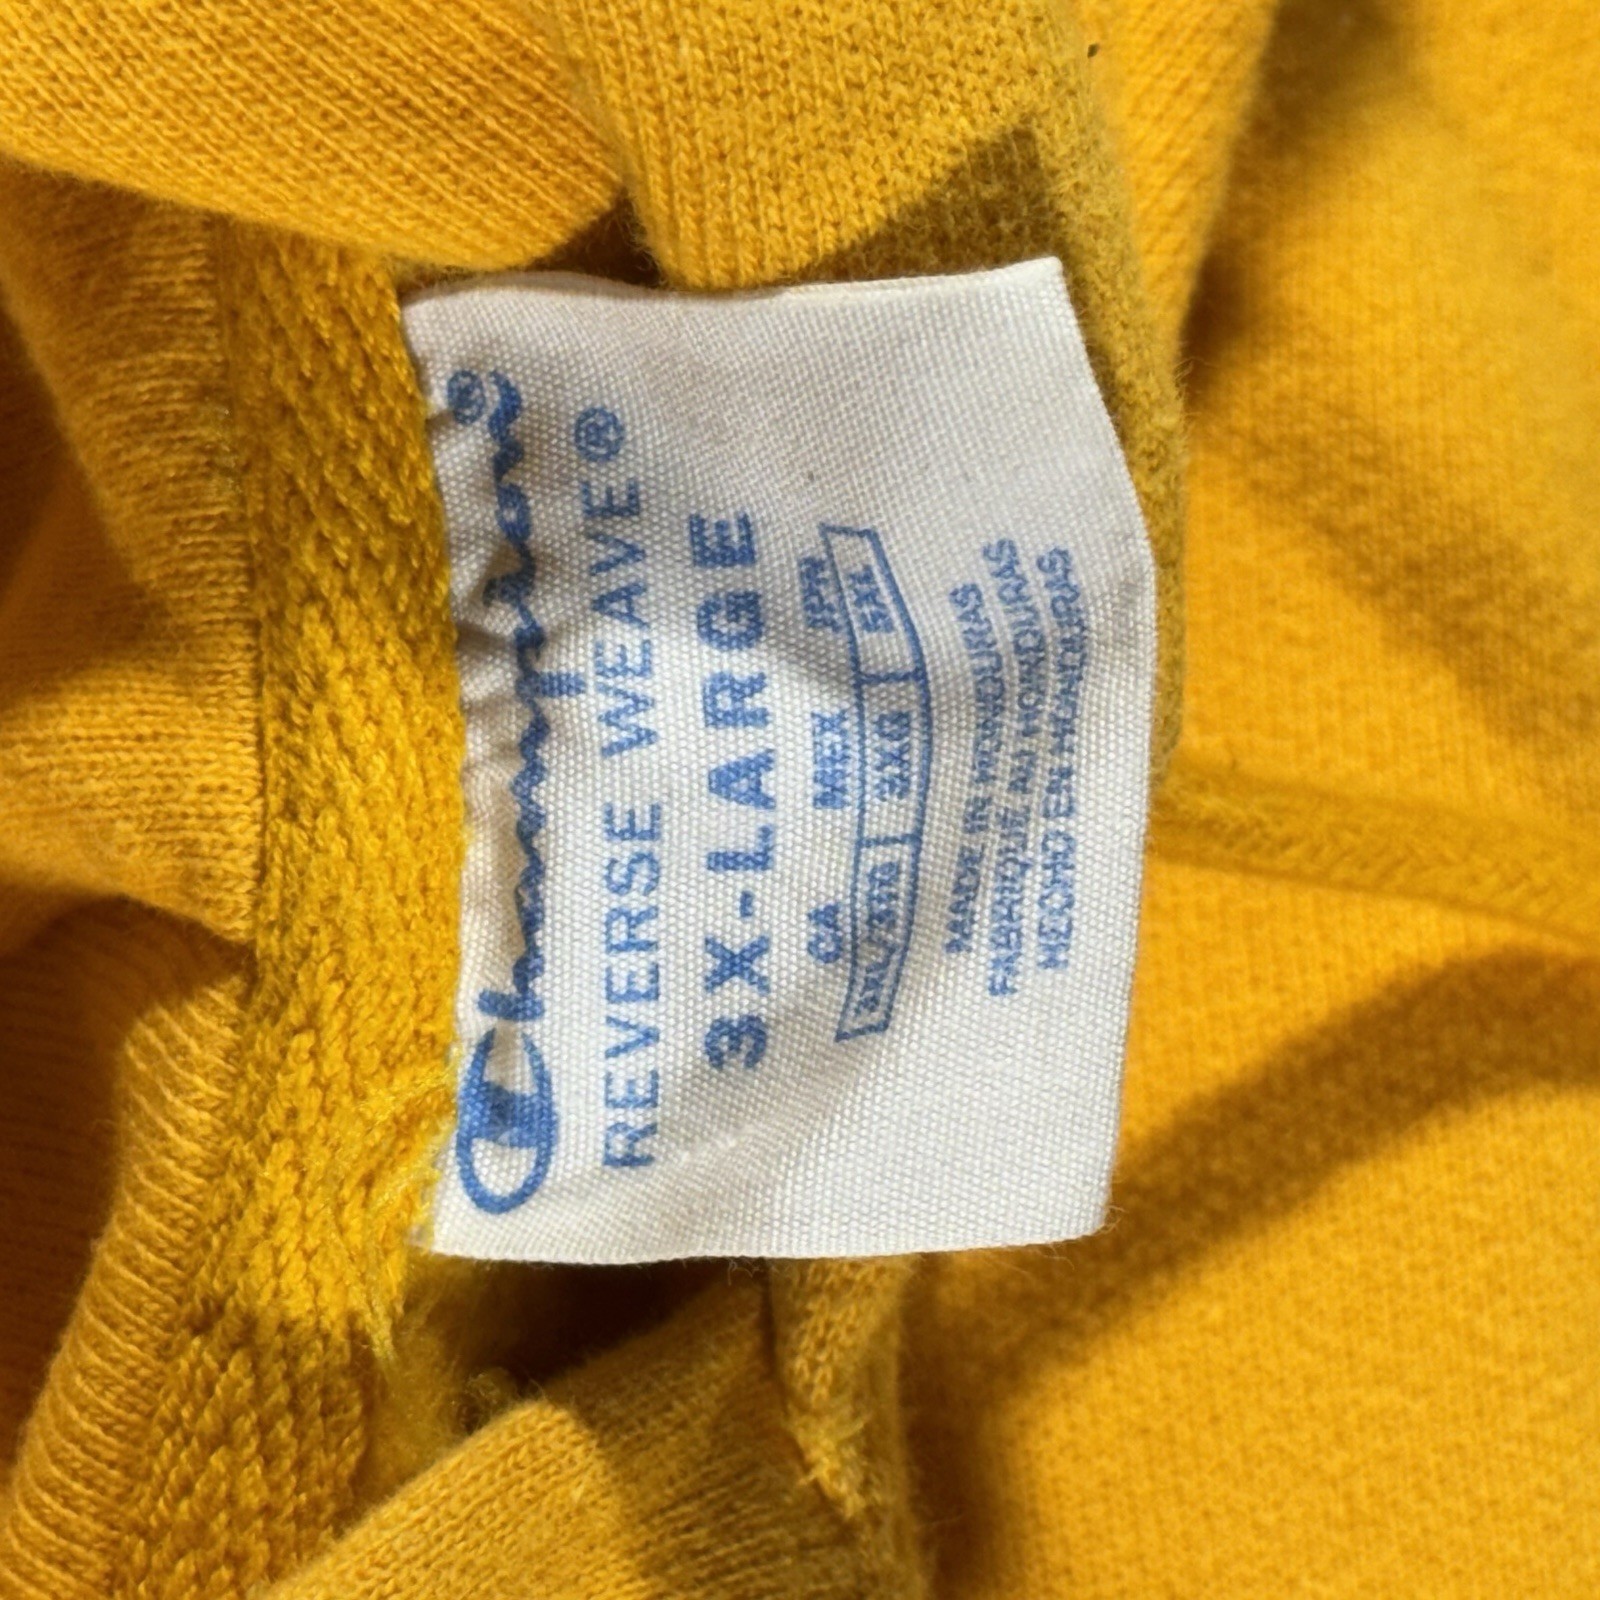 Champion®
REVERSE WEAVE®
3X-LARGE
CA MEX JPN
3XL/3TG 3XG 5XL
MADE IN HONDURAS
FABRIQUÉ AU HONDURAS
HECHO EN HONDURAS